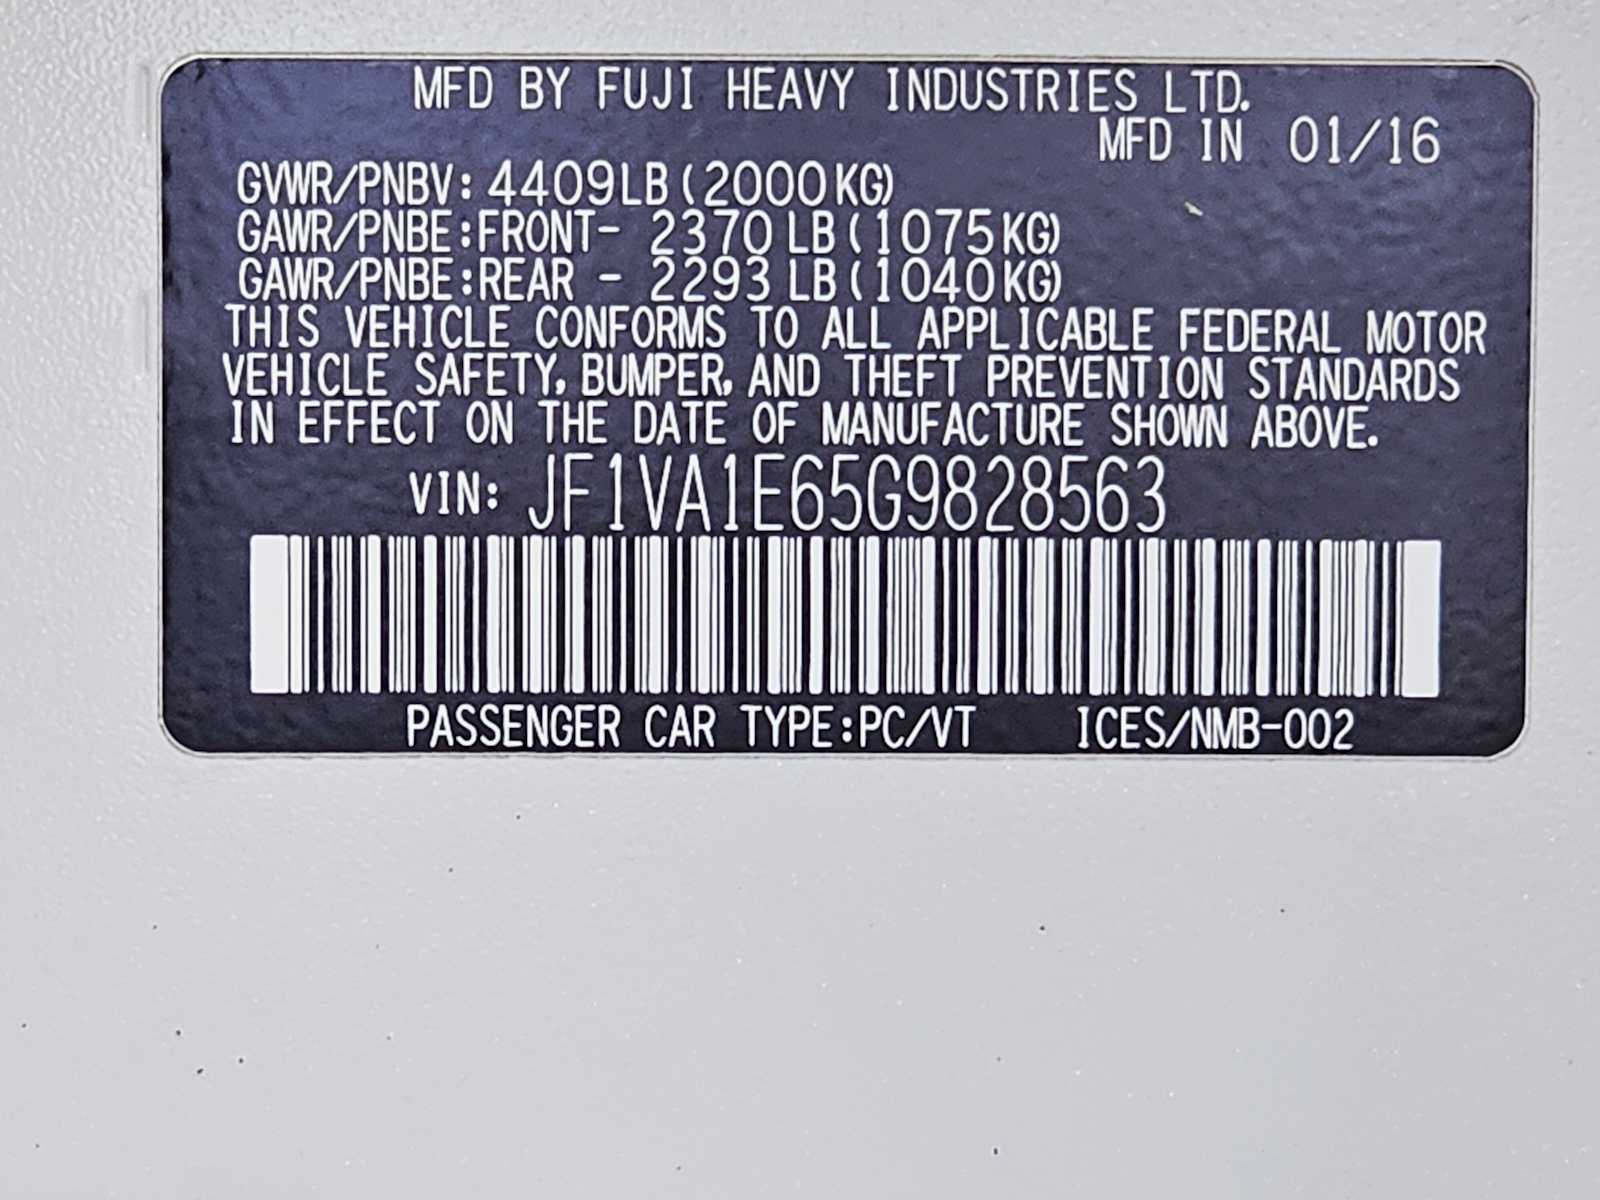 MFD BY FUJI HEAVY INDUSTRIES LTD.
MFD IN 01/16
GVWR/PNBV: 4409LB (2000KG)
GAWR/PNBE:FRONT- 2370 LB (1075KG)
GAWR/PNBE:REAR - 2293 LB (1040KG)
THIS VEHICLE CONFORMS TO ALL APPLICABLE FEDERAL MOTOR
VEHICLE SAFETY, BUMPER, AND THEFT PREVENTION STANDARDS
IN EFFECT ON THE DATE OF MANUFACTURE SHOWN ABOVE.
VIN: JF1VA1E65G9828563
PASSENGER CAR TYPE:PC/VT ICES/NMB-002